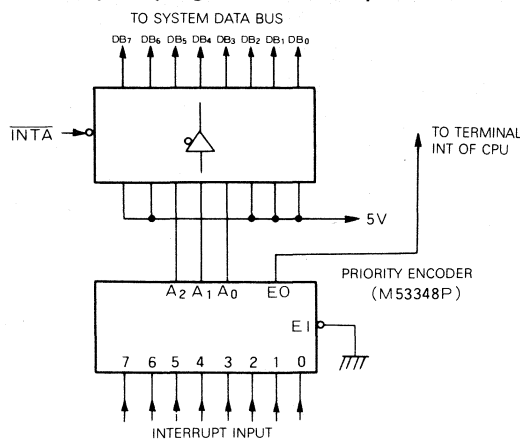 TO SYSTEM DATA BUS
DB7 DB6 DB5 DB4 DB3 DB2 DB1 DB0
INTA
TO TERMINAL
INT OF CPU
5V
A2 A1 A0 EO
PRIORITY ENCODER
(M53348P)
EI
7 6 5 4 3 2 1 0
INTERRUPT INPUT